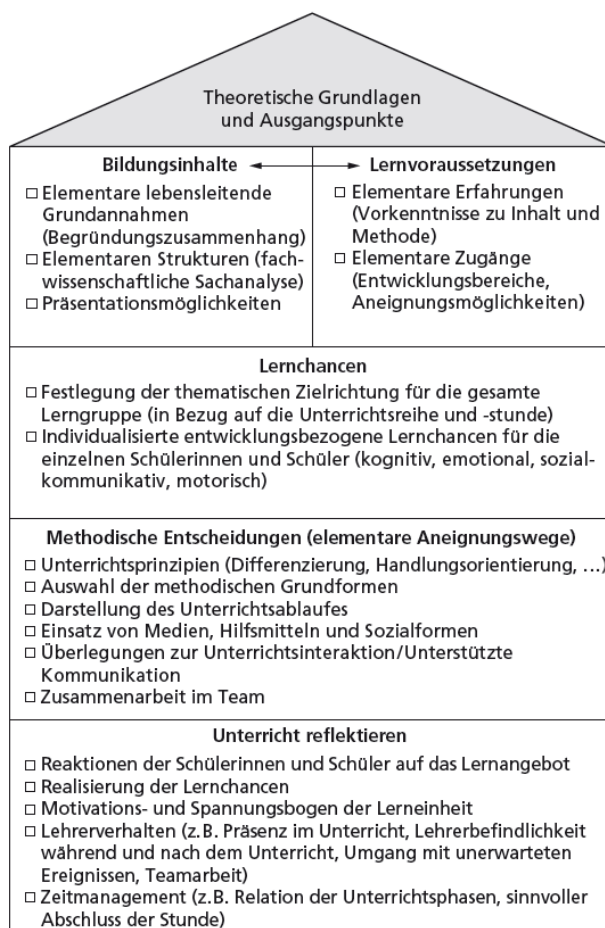 Theoretische Grundlagen
und Ausgangspunkte
Bildungsinhalte
□ Elementare lebensleitende
Grundannahmen
(Begründungszusammenhang)
□ Elementaren Strukturen (fach-
wissenschaftliche Sachanalyse)
□ Präsentationsmöglichkeiten
Lernvoraussetzungen
□ Elementare Erfahrungen
(Vorkenntnisse zu Inhalt und
Methode)
□ Elementare Zugänge
(Entwicklungsbereiche,
Aneignungsmöglichkeiten)
Lernchancen
□ Festlegung der thematischen Zielrichtung für die gesamte
Lerngruppe (in Bezug auf die Unterrichtsreihe und -stunde)
□ Individualisierte entwicklungsbezogene Lernchancen für die
einzelnen Schülerinnen und Schüler (kognitiv, emotional, sozial-
kommunikativ, motorisch)
Methodische Entscheidungen (elementare Aneignungswege)
□ Unterrichtsprinzipien (Differenzierung, Handlungsorientierung, ...)
□ Auswahl der methodischen Grundformen
□ Darstellung des Unterrichtsablaufes
□ Einsatz von Medien, Hilfsmitteln und Sozialformen
□ Überlegungen zur Unterrichtsinteraktion/Unterstützte
Kommunikation
□ Zusammenarbeit im Team
Unterricht reflektieren
□ Reaktionen der Schülerinnen und Schüler auf das Lernangebot
□ Realisierung der Lernchancen
□ Motivations- und Spannungsbogen der Lerneinheit
□ Lehrerverhalten (z.B. Präsenz im Unterricht, Lehrerbefindlichkeit
während und nach dem Unterricht, Umgang mit unerwarteten
Ereignissen, Teamarbeit)
□ Zeitmanagement (z.B. Relation der Unterrichtsphasen, sinnvoller
Abschluss der Stunde)